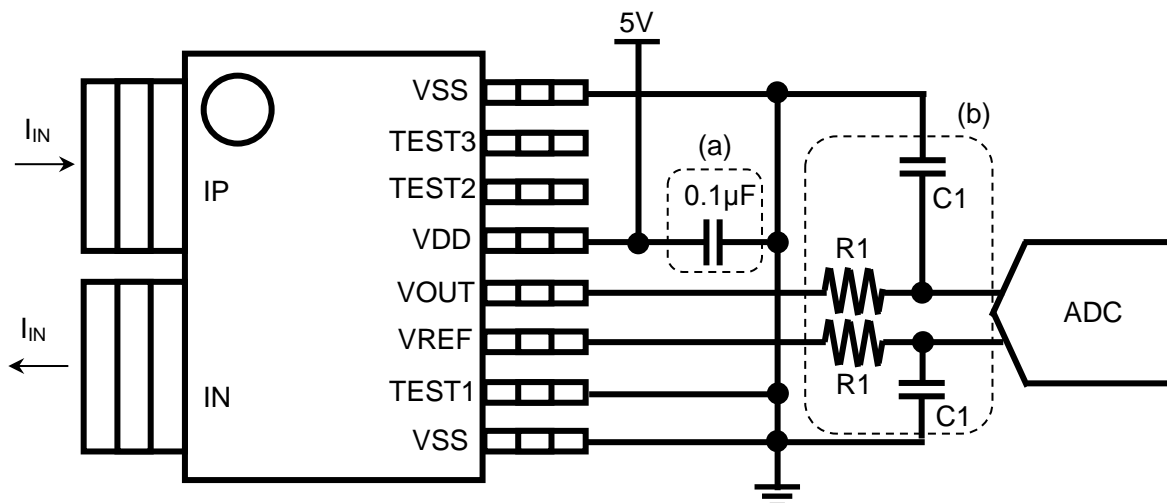 5V
VSS
(b)
I_IN
TEST3
(a)
IP
TEST2
0.1µF
C1
VDD
R1
VOUT
ADC
I_IN
VREF
R1
IN
TEST1
C1
VSS